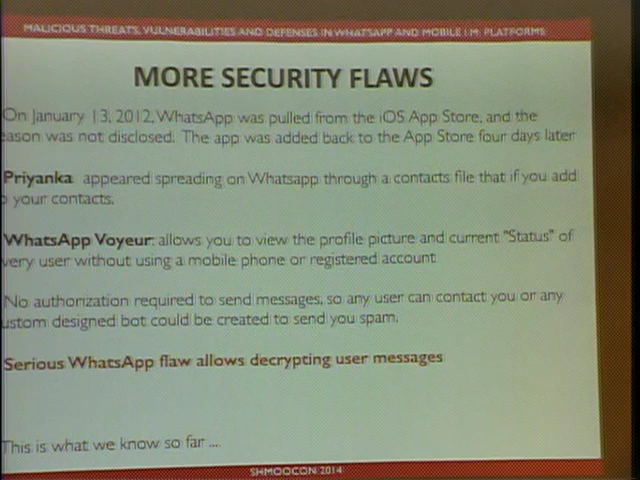 MALICIOUS THREATS, VULNERABILITIES AND DEFENSES IN WHATSAPP AND MOBILE I.M. PLATFORMS
MORE SECURITY FLAWS
On January 13, 2012, WhatsApp was pulled from the iOS App Store, and the
eason was not disclosed. The app was added back to the App Store four days later
Priyanka appeared spreading on Whatsapp through a contacts file that if you add
o your contacts.
WhatsApp Voyeur: allows you to view the profile picture and current "Status" of
very user without using a mobile phone or registered account
No authorization required to send messages, so any user can contact you or any
ustom designed bot could be created to send you spam.
Serious WhatsApp flaw allows decrypting user messages
This is what we know so far ...
SHMOOCON 2014